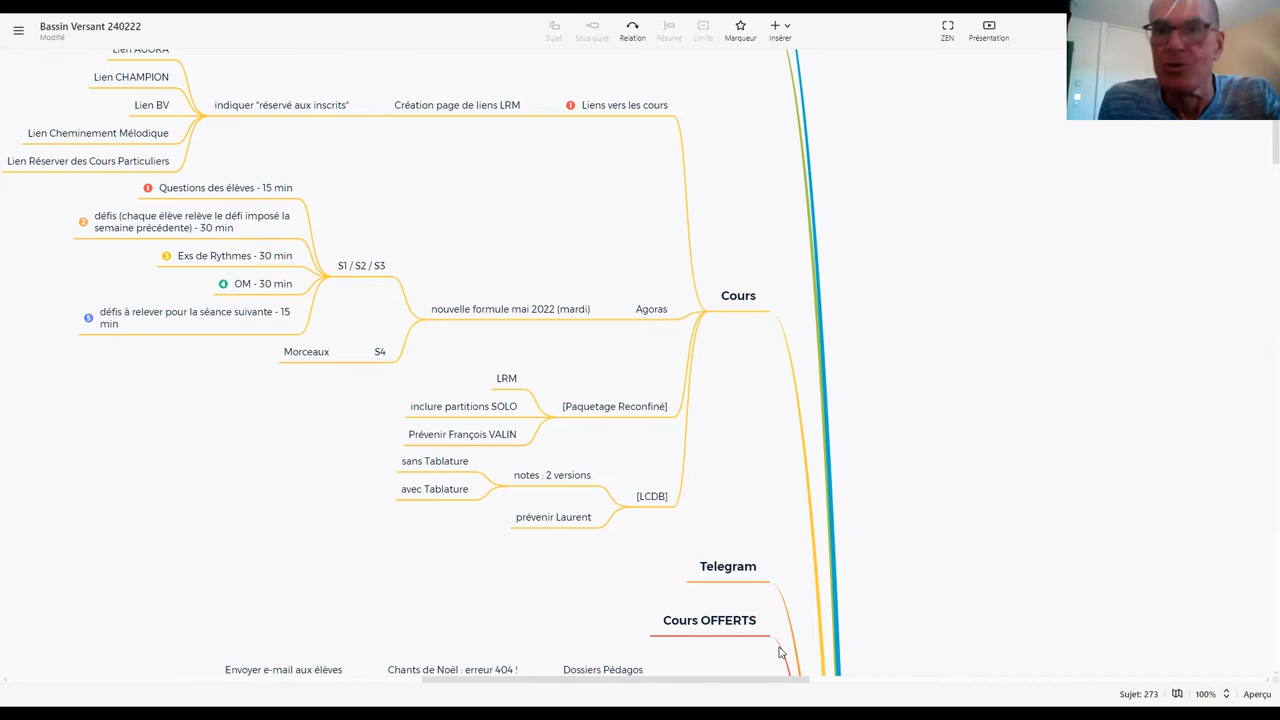 Bassin Versant 240222
Modifié
Sujet
Sous-sujet
Relation
Résumé
Limite
Marqueur
Insérer
ZEN
Présentation
Lien AGORA
Lien CHAMPION
Lien BV
Lien Cheminement Mélodique
Lien Réserver des Cours Particuliers
indiquer "réservé aux inscrits"
Création page de liens LRM
1 Liens vers les cours
1 Questions des élèves - 15 min
2 défis (chaque élève relève le défi imposé la
semaine précédente) - 30 min
3 Exs de Rythmes - 30 min
4 OM - 30 min
5 défis à relever pour la séance suivante - 15
min
S1 / S2 / S3
Morceaux
S4
nouvelle formule mai 2022 (mardi)
Agoras
Cours
LRM
inclure partitions SOLO
Prévenir François VALIN
[Paquetage Reconfiné]
sans Tablature
avec Tablature
notes : 2 versions
prévenir Laurent
[LCDB]
Telegram
Cours OFFERTS
Envoyer e-mail aux élèves
Chants de Noël : erreur 404 !
Dossiers Pédagos
Sujet: 273
100%
Aperçu